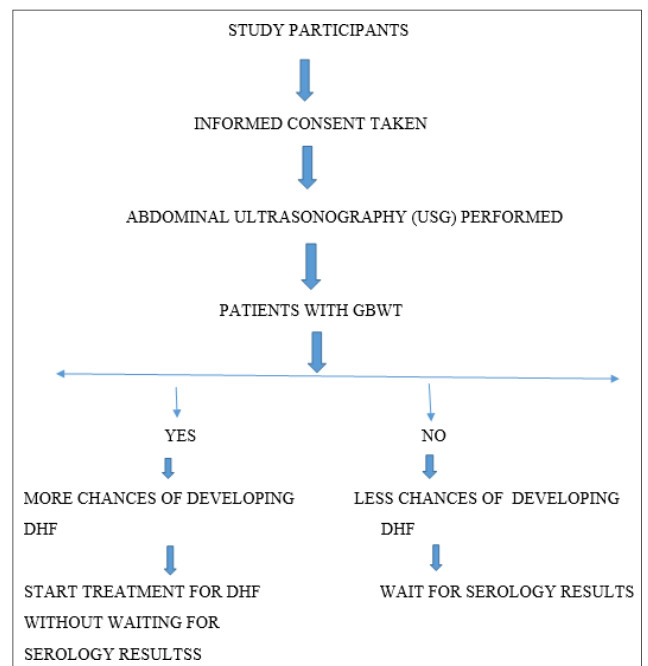 STUDY PARTICIPANTS
INFORMED CONSENT TAKEN
ABDOMINAL ULTRASONOGRAPHY (USG) PERFORMED
PATIENTS WITH GBWT
YES
NO
MORE CHANCES OF DEVELOPING
DHF
LESS CHANCES OF DEVELOPING
DHF
START TREATMENT FOR DHF
WITHOUT WAITING FOR
SEROLOGY RESULTSS
WAIT FOR SEROLOGY RESULTS